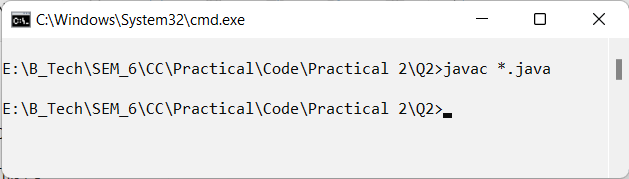 C:\Windows\System32\cmd.exe
E:\B_Tech\SEM_6\CC\Practical\Code\Practical 2\Q2>javac *.java
E:\B_Tech\SEM_6\CC\Practical\Code\Practical 2\Q2>